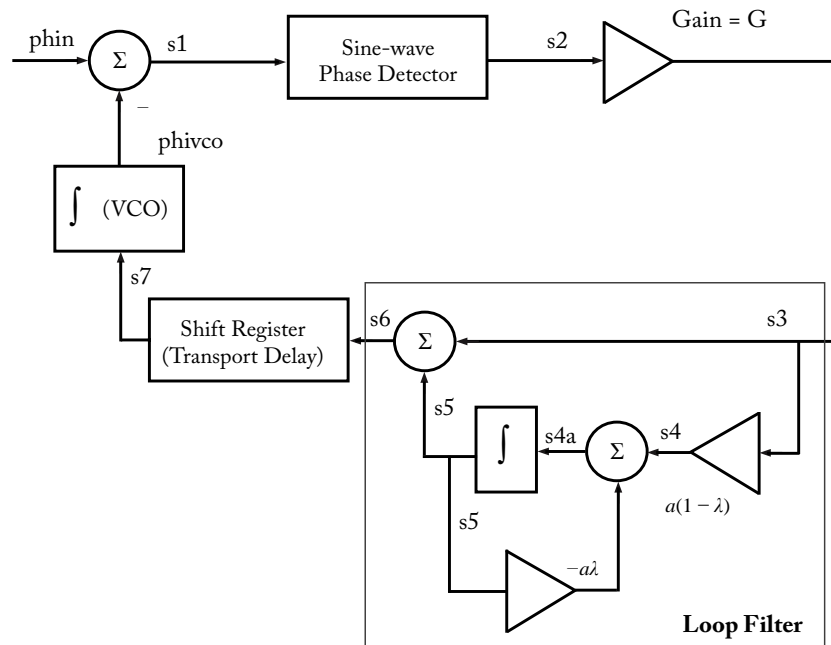 Gain = G
phin
Σ
s1
Sine-wave
Phase Detector
s2
−
phivco
∫ (VCO)
s7
Shift Register
(Transport Delay)
s6
Σ
s3
s5
∫
s4a
Σ
s4
a(1 − λ)
s5
−aλ
Loop Filter